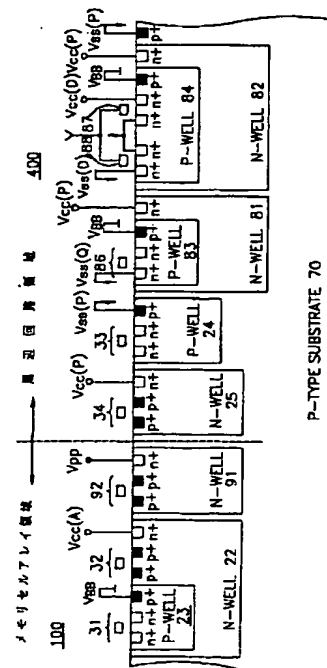 メモリセルアレイ領域
周辺回路領域
100
400
31
VBB
32
Vcc(A)
92
Vpp
34
Vcc(P)
33
Vss(P)
86
Vss(Q)
VBB
Vcc(P)
Vss(O)
88
87
Y
Vcc(O)
VBB
Vcc(P)
Vss(P)
n+ n+ p+ p+ p+ n+
p+ p+ n+
p+ p+ n+
n+ n+ p+
n+ n+ p+ n+
n+ n+ n+ n+ p+ n+
p+
P-WELL
23
N-WELL 22
N-WELL
91
N-WELL
25
P-WELL
24
P-WELL
83
N-WELL 81
P-WELL 84
N-WELL 82
P-TYPE SUBSTRATE 70